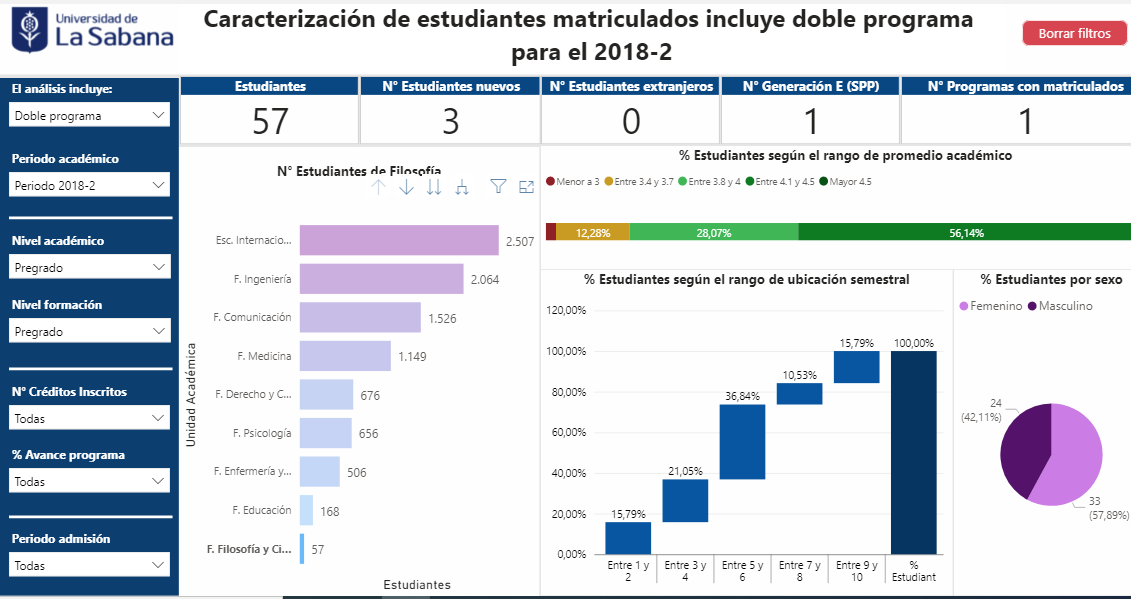 Universidad de
La Sabana
Caracterización de estudiantes matriculados incluye doble programa
para el 2018-2
Borrar filtros
El análisis incluye:
Doble programa
Periodo académico
Periodo 2018-2
Nivel académico
Pregrado
Nivel formación
Pregrado
N° Créditos Inscritos
Todas
% Avance programa
Todas
Periodo admisión
Todas
Estudiantes
57
N° Estudiantes nuevos
3
N° Estudiantes extranjeros
0
N° Generación E (SPP)
1
N° Programas con matriculados
1
N° Estudiantes de Filosofía
Unidad Académica
Esc. Internacio... 2.507
F. Ingeniería 2.064
F. Comunicación 1.526
F. Medicina 1.149
F. Derecho y C... 676
F. Psicología 656
F. Enfermería y... 506
F. Educación 168
F. Filosofía y Ci... 57
Estudiantes
% Estudiantes según el rango de promedio académico
Menor a 3 Entre 3.4 y 3.7 Entre 3.8 y 4 Entre 4.1 y 4.5 Mayor 4.5
12,28% 28,07% 56,14%
% Estudiantes según el rango de ubicación semestral
120,00%
100,00%
80,00%
60,00%
40,00%
20,00%
0,00%
15,79%
21,05%
36,84%
10,53%
15,79%
100,00%
Entre 1 y
2
Entre 3 y
4
Entre 5 y
6
Entre 7 y
8
Entre 9 y
10
%
Estudiant
% Estudiantes por sexo
Femenino Masculino
24
(42,11%)
33
(57,89%)